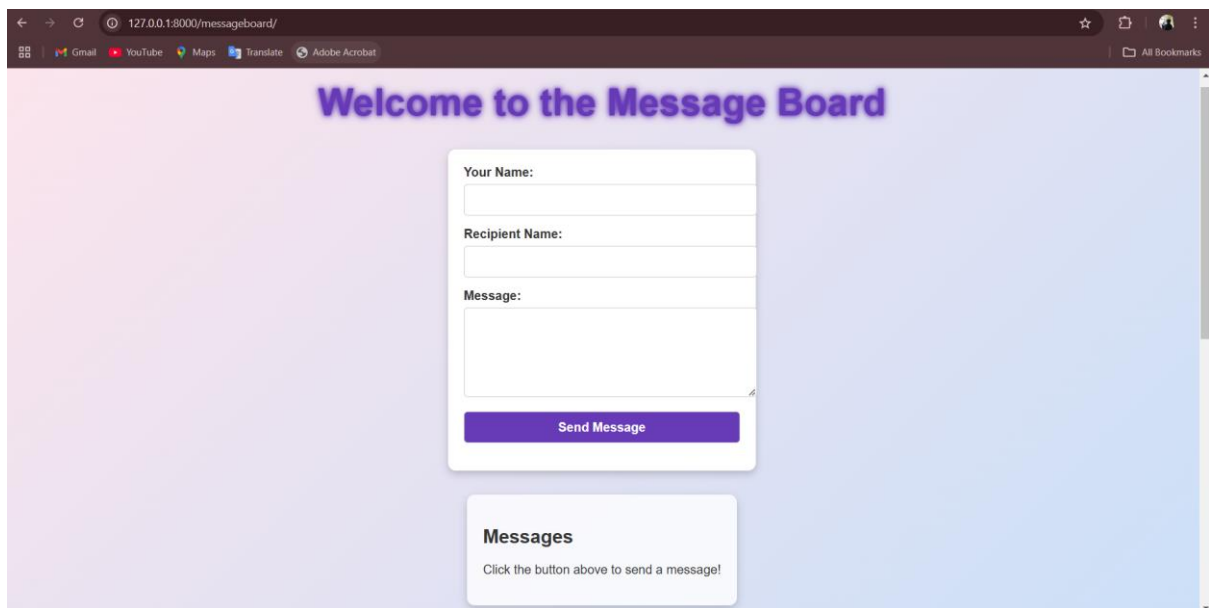 127.0.0.1:8000/messageboard/
Gmail YouTube Maps Translate Adobe Acrobat All Bookmarks
Welcome to the Message Board
Your Name:
Recipient Name:
Message:
Send Message
Messages
Click the button above to send a message!